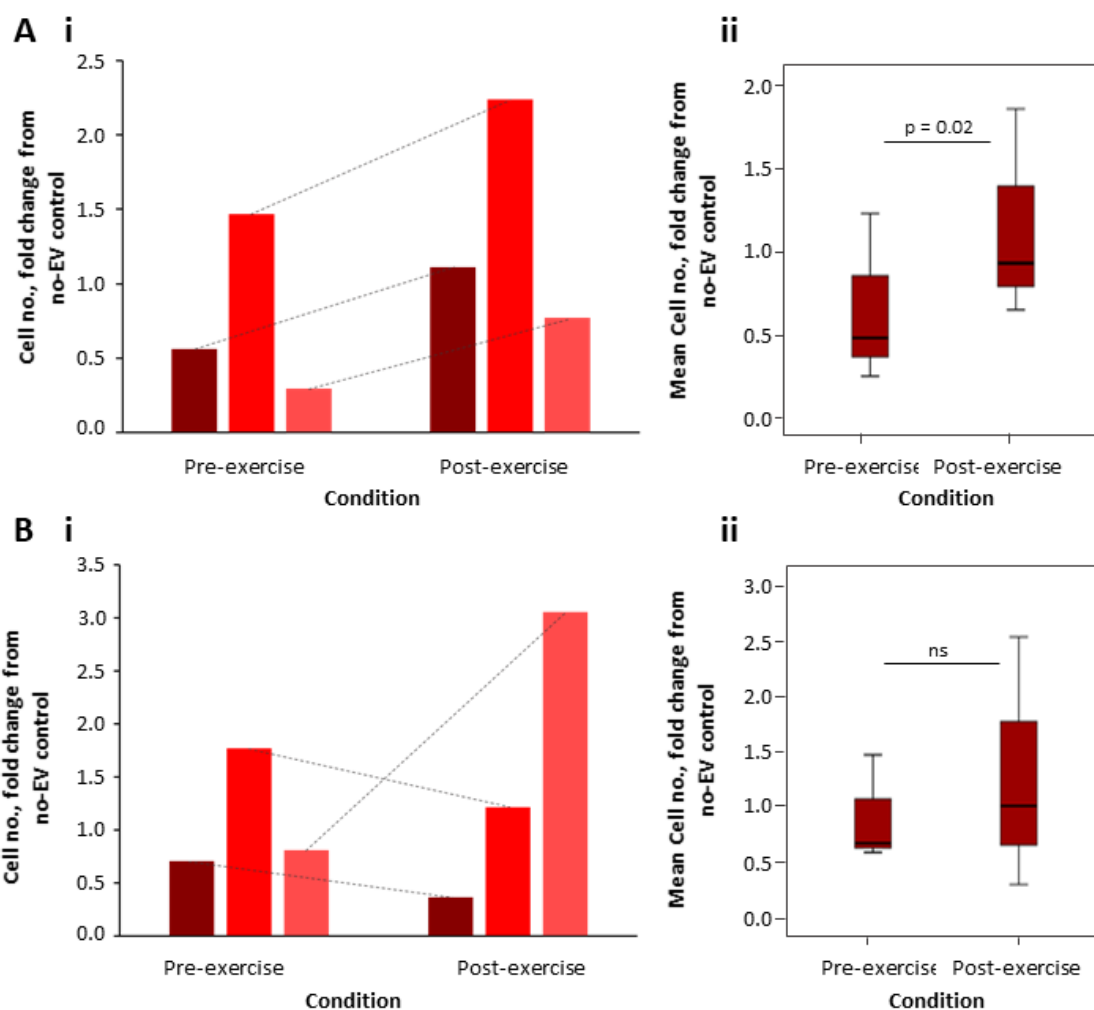 A i
ii
2.5
2.0
1.5
1.0
0.5
0.0
Cell no., fold change from
no-EV control
Pre-exercise
Post-exercise
Condition
2.0
1.5
1.0
0.5
0.0
Mean Cell no., fold change from
no-EV control
p = 0.02
Pre-exercise
Post-exercise
Condition
B i
ii
3.5
3.0
2.5
2.0
1.5
1.0
0.5
0.0
Cell no., fold change from
no-EV control
Pre-exercise
Post-exercise
Condition
3.0
2.5
2.0
1.5
1.0
0.5
0.0
Mean Cell no., fold change from
no-EV control
ns
Pre-exercise
Post-exercise
Condition